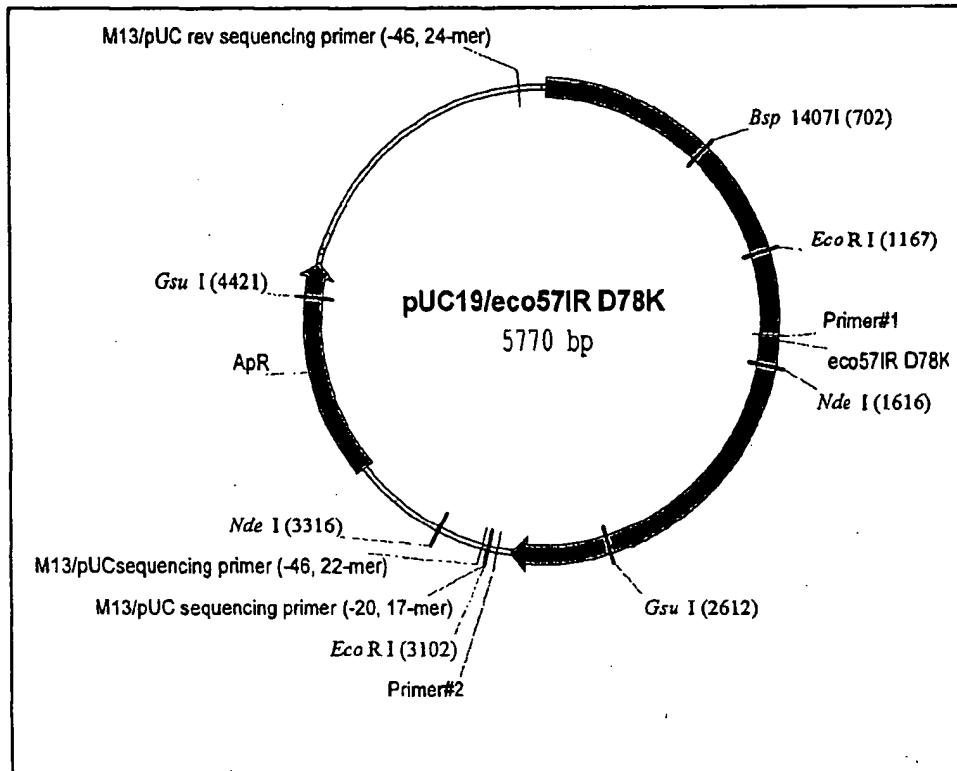 M13/pUC rev sequencing primer (-46, 24-mer)
Bsp 1407I (702)
EcoR I (1167)
Gsu I (4421)
pUC19/eco57IR D78K
5770 bp
Primer#1
eco57IR D78K
ApR
Nde I (1616)
Nde I (3316)
M13/pUCsequencing primer (-46, 22-mer)
M13/pUC sequencing primer (-20, 17-mer)
Gsu I (2612)
EcoR I (3102)
Primer#2